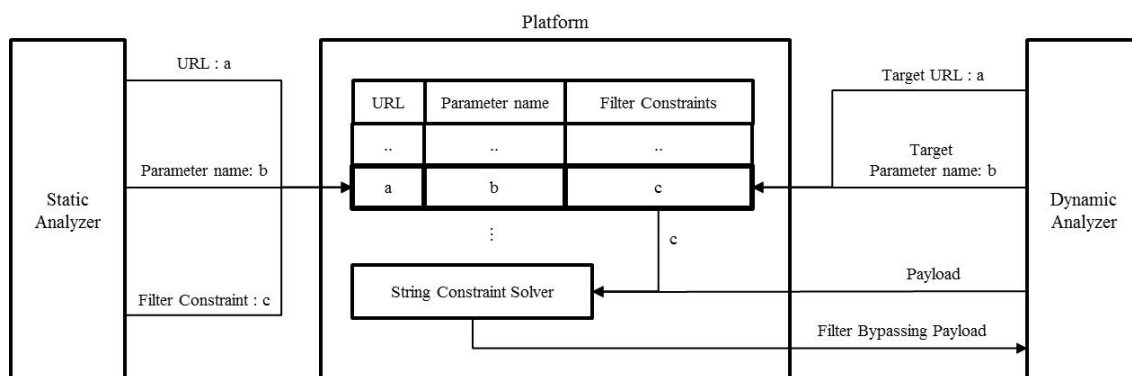 Platform
URL : a
Target URL : a
URL Parameter name Filter Constraints
.. .. ..
Parameter name: b
Target
Parameter name: b
a b c
Static
Analyzer
Dynamic
Analyzer
⋮
c
Payload
Filter Constraint : c
String Constraint Solver
Filter Bypassing Payload